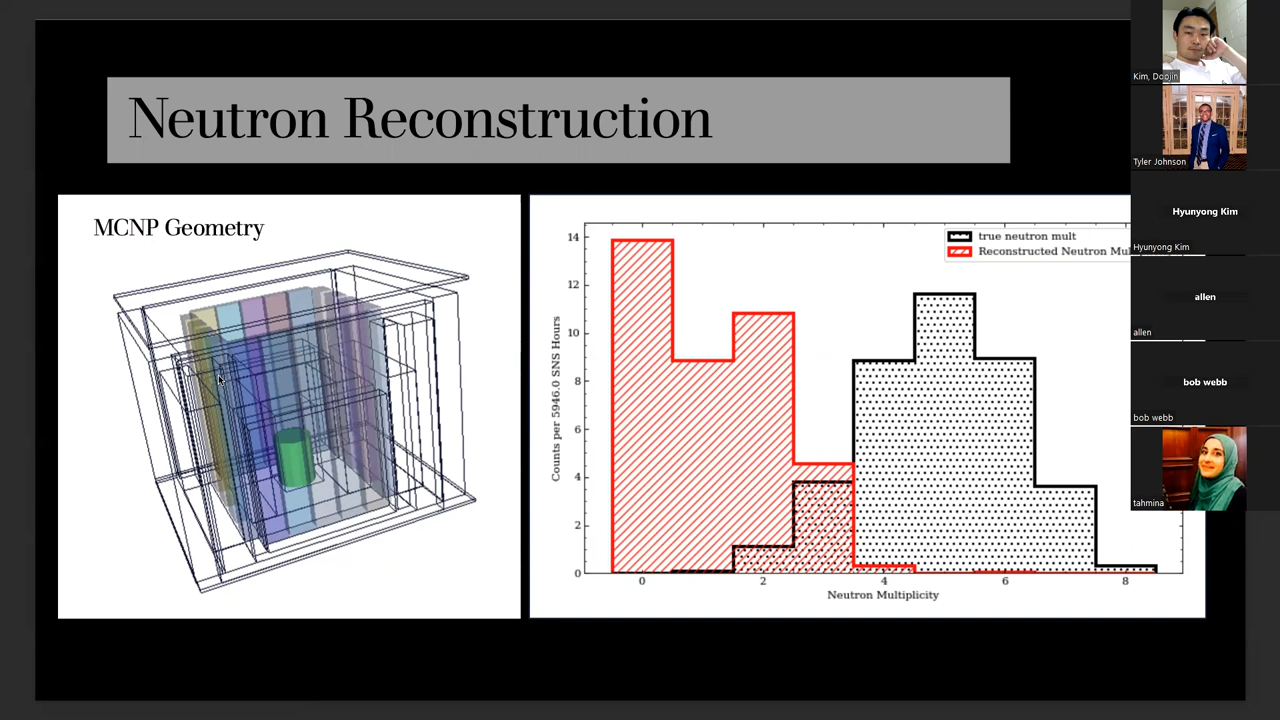 Neutron Reconstruction
MCNP Geometry
true neutron mult
Reconstructed Neutron Mul
14
12
10
8
6
4
2
0
Counts per 5946.0 SNS Hours
0 2 4 6 8
Neutron Multiplicity
Kim, Doojin
Tyler Johnson
Hyunyong Kim
Hyunyong Kim
allen
allen
bob webb
bob webb
tahmina